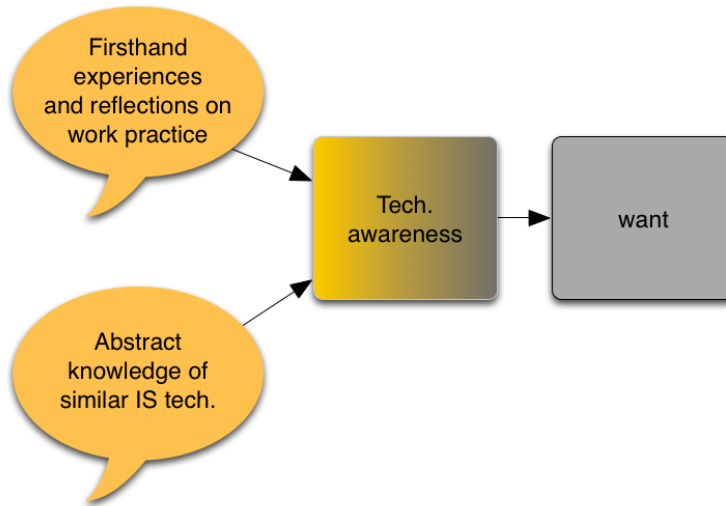 Firsthand
experiences
and reflections on
work practice
Tech.
awareness
want
Abstract
knowledge of
similar IS tech.